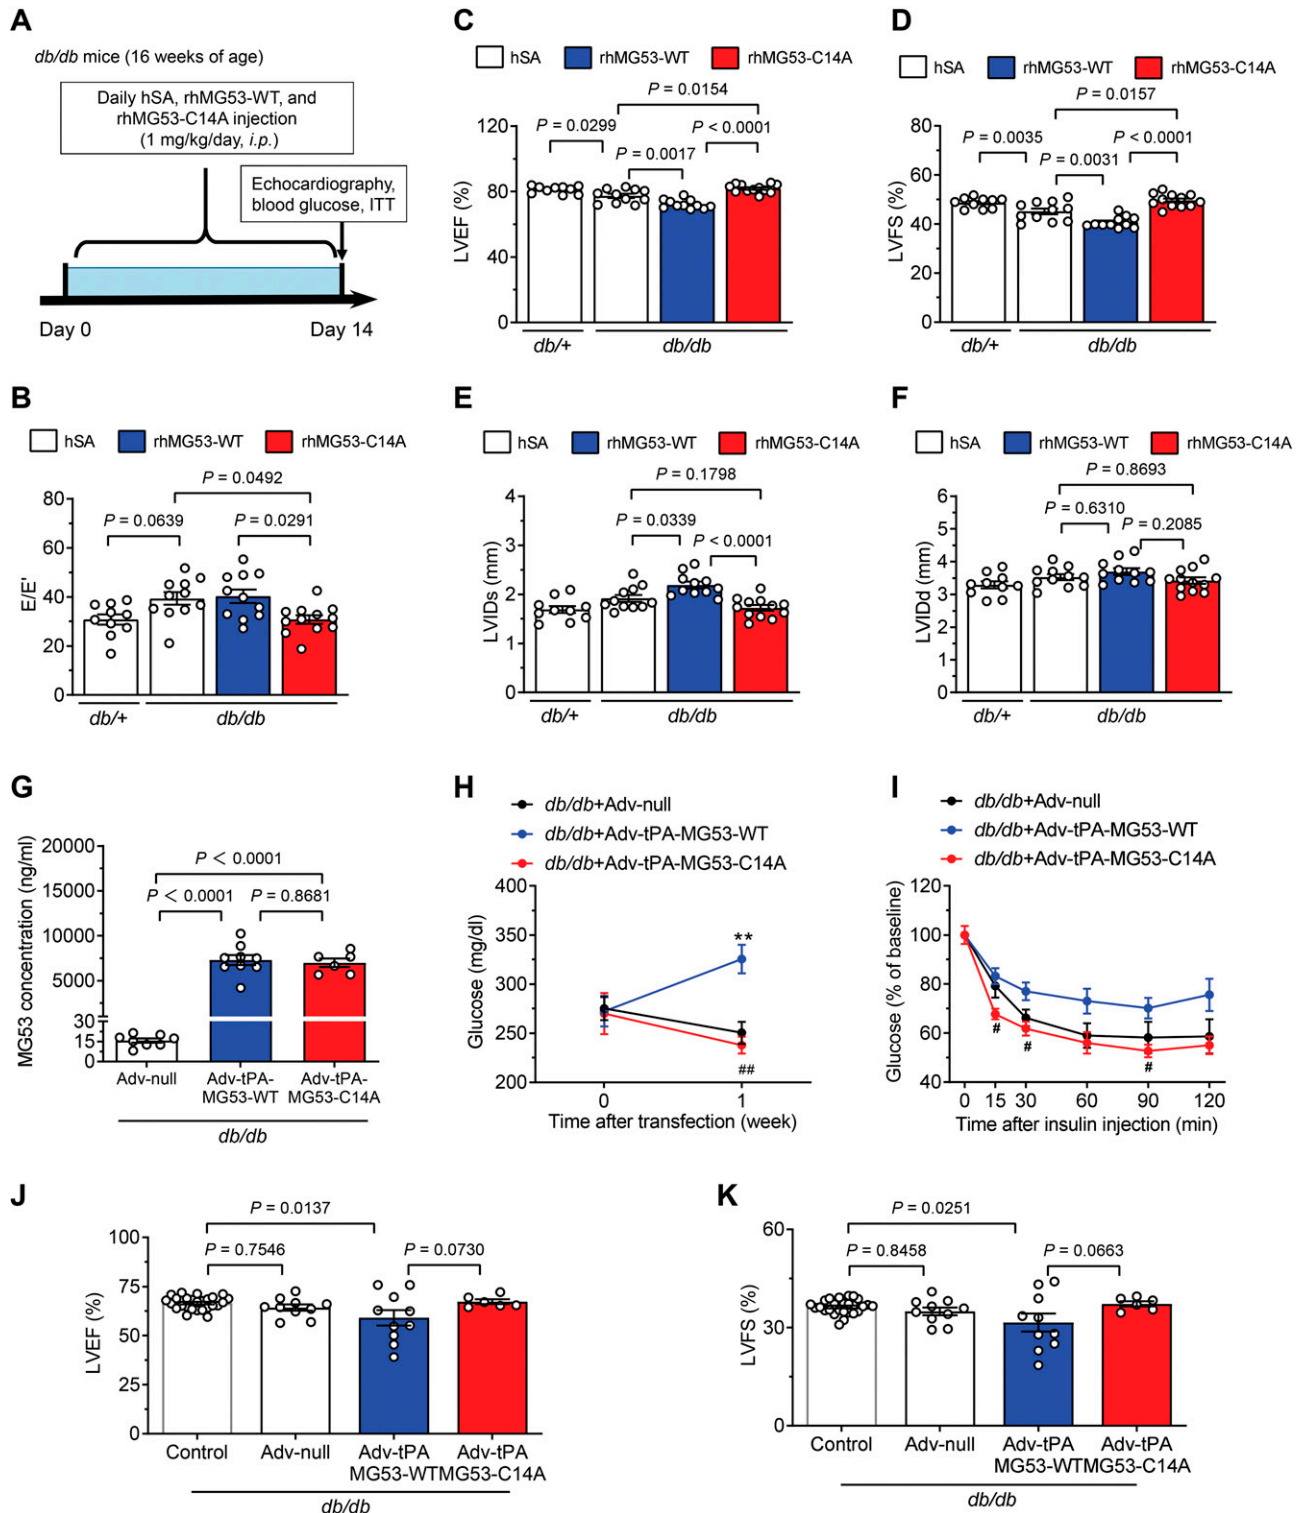 A
db/db mice (16 weeks of age)
Daily hSA, rhMG53-WT, and
rhMG53-C14A injection
(1 mg/kg/day, i.p.)
Echocardiography,
blood glucose, ITT
Day 0
Day 14
C
hSA
rhMG53-WT
rhMG53-C14A
P = 0.0154
P = 0.0299
P < 0.0001
P = 0.0017
LVEF (%)
120
80
40
0
db/+
db/db
D
hSA
rhMG53-WT
rhMG53-C14A
P = 0.0157
P = 0.0035
P < 0.0001
P = 0.0031
LVFS (%)
80
60
40
20
0
db/+
db/db
B
hSA
rhMG53-WT
rhMG53-C14A
P = 0.0492
P = 0.0639
P = 0.0291
E/E'
80
60
40
20
0
db/+
db/db
E
hSA
rhMG53-WT
rhMG53-C14A
P = 0.1798
P = 0.0339
P < 0.0001
LVIDs (mm)
4
3
2
1
0
db/+
db/db
F
hSA
rhMG53-WT
rhMG53-C14A
P = 0.8693
P = 0.6310
P = 0.2085
LVIDd (mm)
6
5
4
3
2
1
0
db/+
db/db
G
P < 0.0001
P < 0.0001
P = 0.8681
MG53 concentration (ng/ml)
20000
15000
10000
5000
30
15
0
Adv-null
Adv-tPA-
MG53-WT
Adv-tPA-
MG53-C14A
db/db
H
db/db+Adv-null
db/db+Adv-tPA-MG53-WT
db/db+Adv-tPA-MG53-C14A
Glucose (mg/dl)
400
350
300
250
200
**
##
0
1
Time after transfection (week)
I
db/db+Adv-null
db/db+Adv-tPA-MG53-WT
db/db+Adv-tPA-MG53-C14A
Glucose (% of baseline)
120
100
80
60
40
#
#
#
0 15 30 60 90 120
Time after insulin injection (min)
J
P = 0.0137
P = 0.7546
P = 0.0730
LVEF (%)
100
75
50
25
0
Control
Adv-null
Adv-tPA
MG53-WT
Adv-tPA
MG53-C14A
db/db
K
P = 0.0251
P = 0.8458
P = 0.0663
LVFS (%)
60
30
0
Control
Adv-null
Adv-tPA
MG53-WT
Adv-tPA
MG53-C14A
db/db